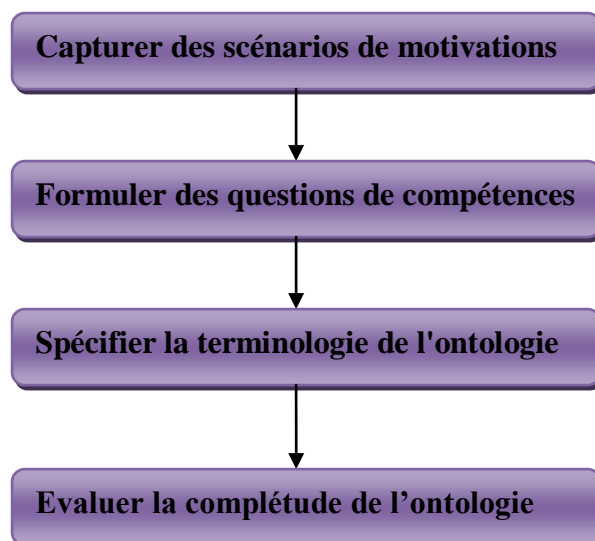 Capturer des scénarios de motivations
Formuler des questions de compétences
Spécifier la terminologie de l'ontologie
Evaluer la complétude de l’ontologie